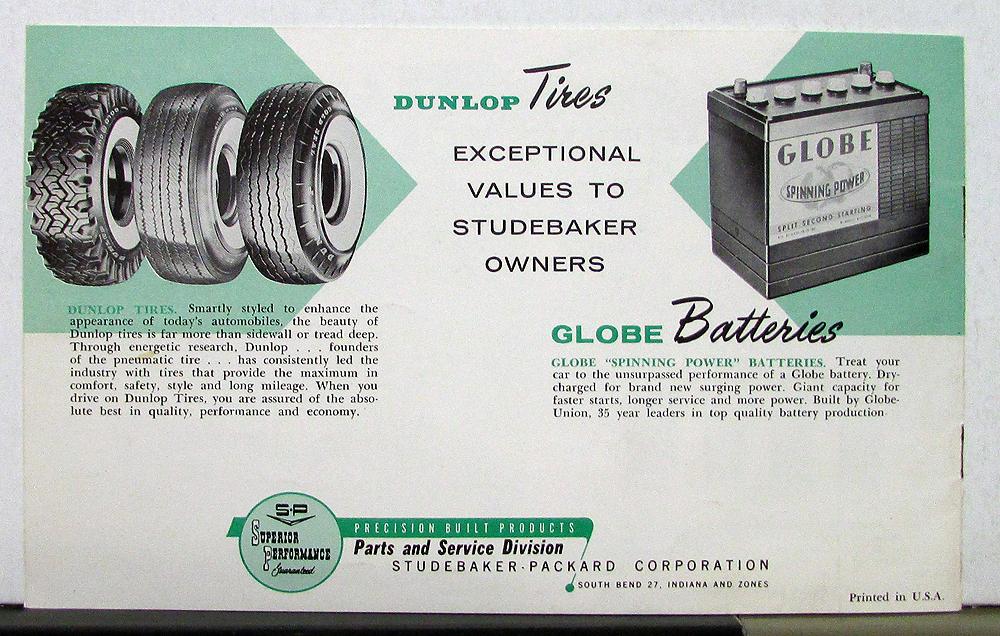 DUNLOP Tires
EXCEPTIONAL
VALUES TO
STUDEBAKER
OWNERS
GLOBE
SPINNING POWER
SPLIT SECOND STARTING
DUNLOP TIRES. Smartly styled to enhance the
appearance of today's automobiles, the beauty of
Dunlop tires is far more than sidewall or tread deep.
Through energetic research, Dunlop . . . founders
of the pneumatic tire . . . has consistently led the
industry with tires that provide the maximum in
comfort, safety, style and long mileage. When you
drive on Dunlop Tires, you are assured of the abso-
lute best in quality, performance and economy.
GLOBE Batteries
GLOBE "SPINNING POWER" BATTERIES. Treat your
car to the unsurpassed performance of a Globe battery. Dry-
charged for brand new surging power. Giant capacity for
faster starts, longer service and more power. Built by Globe-
Union, 35 year leaders in top quality battery production
S-P
SUPERIOR
PERFORMANCE
Guaranteed
PRECISION BUILT PRODUCTS
Parts and Service Division
STUDEBAKER-PACKARD CORPORATION
SOUTH BEND 27, INDIANA AND ZONES
Printed in U.S.A.